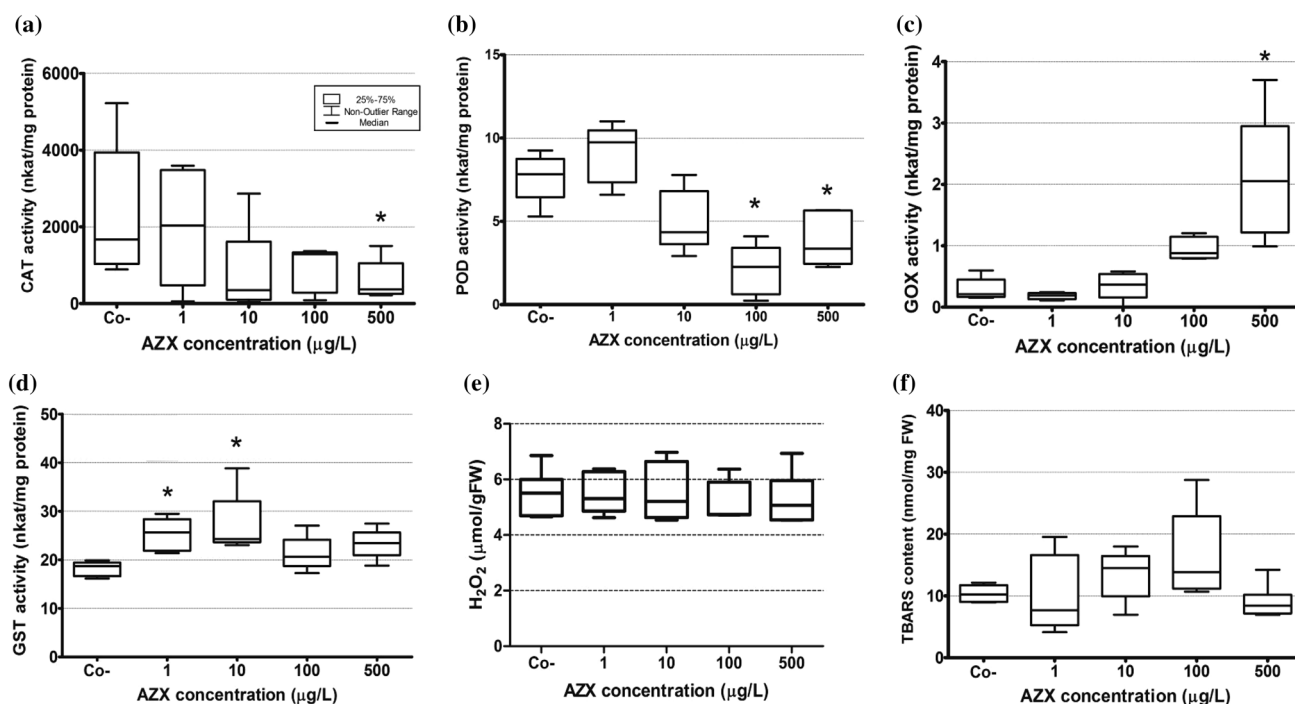 (a)
CAT activity (nkat/mg protein)
6000
4000
2000
0
25%-75%
Non-Outlier Range
Median
*
Co- 1 10 100 500
AZX concentration (μg/L)
(b)
POD activity (nkat/mg protein)
15
10
5
0
* *
Co- 1 10 100 500
AZX concentration (μg/L)
(c)
GOX activity (nkat/mg protein)
4
3
2
1
0
*
Co- 1 10 100 500
AZX concentration (μg/L)
(d)
GST activity (nkat/mg protein)
50
40
30
20
10
0
* *
Co- 1 10 100 500
AZX concentration (μg/L)
(e)
H₂O₂ (μmol/gFW)
8
6
4
2
0
Co- 1 10 100 500
AZX concentration (μg/L)
(f)
TBARS content (nmol/mg FW)
40
30
20
10
0
Co- 1 10 100 500
AZX concentration (μg/L)